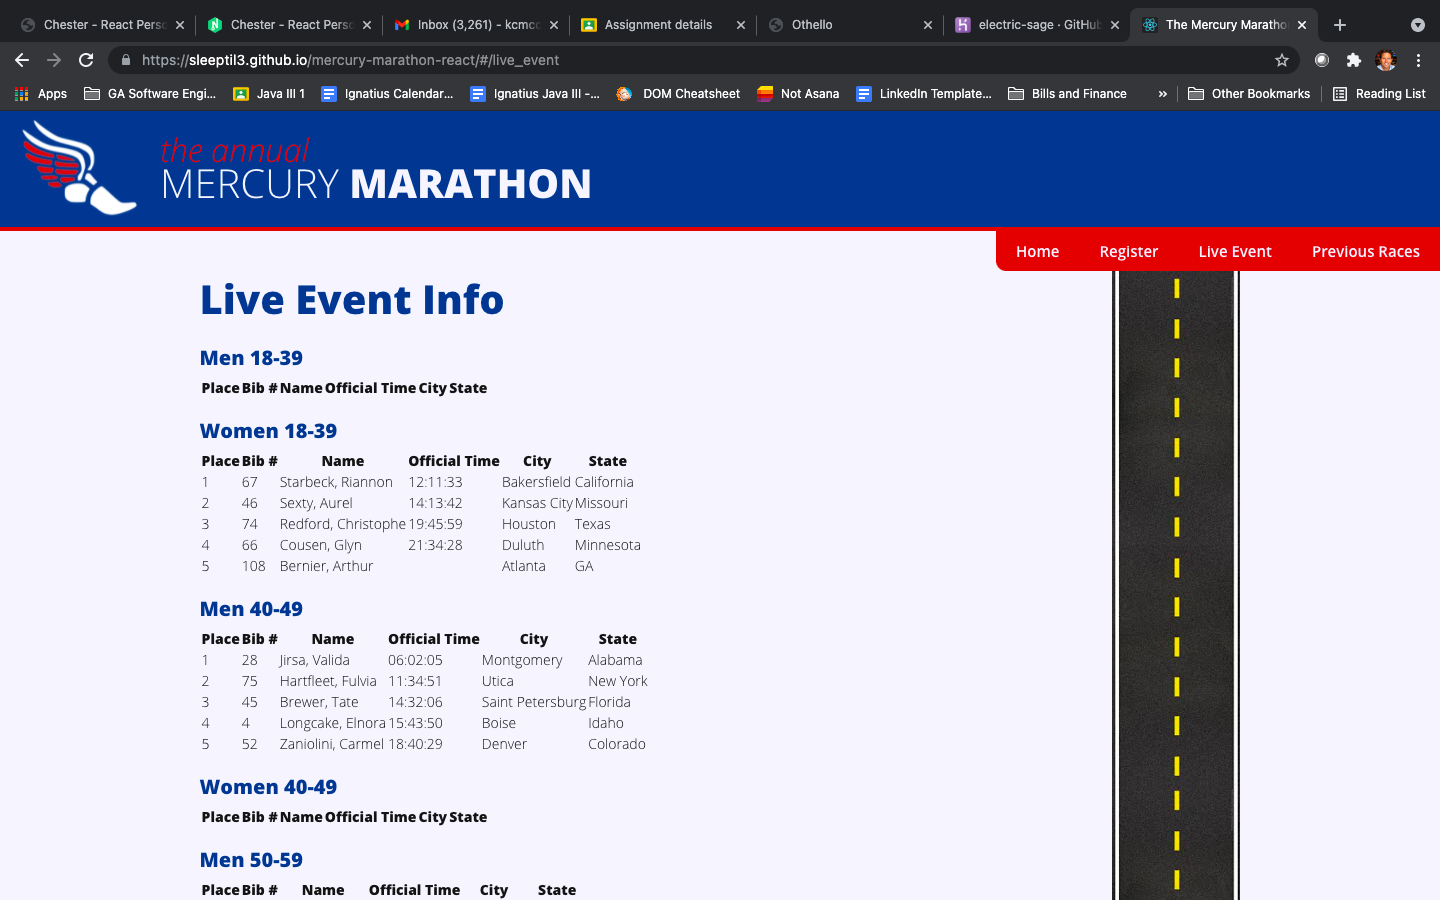 Chester - React Pers
Chester - React Pers
Inbox (3,261) - kcmc
Assignment details
Othello
electric-sage · GitHub
The Mercury Marathon
https://sleeptil3.github.io/mercury-marathon-react/#/live_event
Apps
GA Software Engi...
Java III 1
Ignatius Calendar...
Ignatius Java III -...
DOM Cheatsheet
Not Asana
LinkedIn Template...
Bills and Finance
»
Other Bookmarks
Reading List
the annual
MERCURY MARATHON
Home Register Live Event Previous Races
Live Event Info
Men 18-39
Place Bib # Name Official Time City State
Women 18-39
Place Bib # Name Official Time City State
1 67 Starbeck, Riannon 12:11:33 Bakersfield California
2 46 Sexty, Aurel 14:13:42 Kansas City Missouri
3 74 Redford, Christophe 19:45:59 Houston Texas
4 66 Cousen, Glyn 21:34:28 Duluth Minnesota
5 108 Bernier, Arthur Atlanta GA
Men 40-49
Place Bib # Name Official Time City State
1 28 Jirsa, Valida 06:02:05 Montgomery Alabama
2 75 Hartfleet, Fulvia 11:34:51 Utica New York
3 45 Brewer, Tate 14:32:06 Saint Petersburg Florida
4 4 Longcake, Elnora 15:43:50 Boise Idaho
5 52 Zaniolini, Carmel 18:40:29 Denver Colorado
Women 40-49
Place Bib # Name Official Time City State
Men 50-59
Place Bib # Name Official Time City State